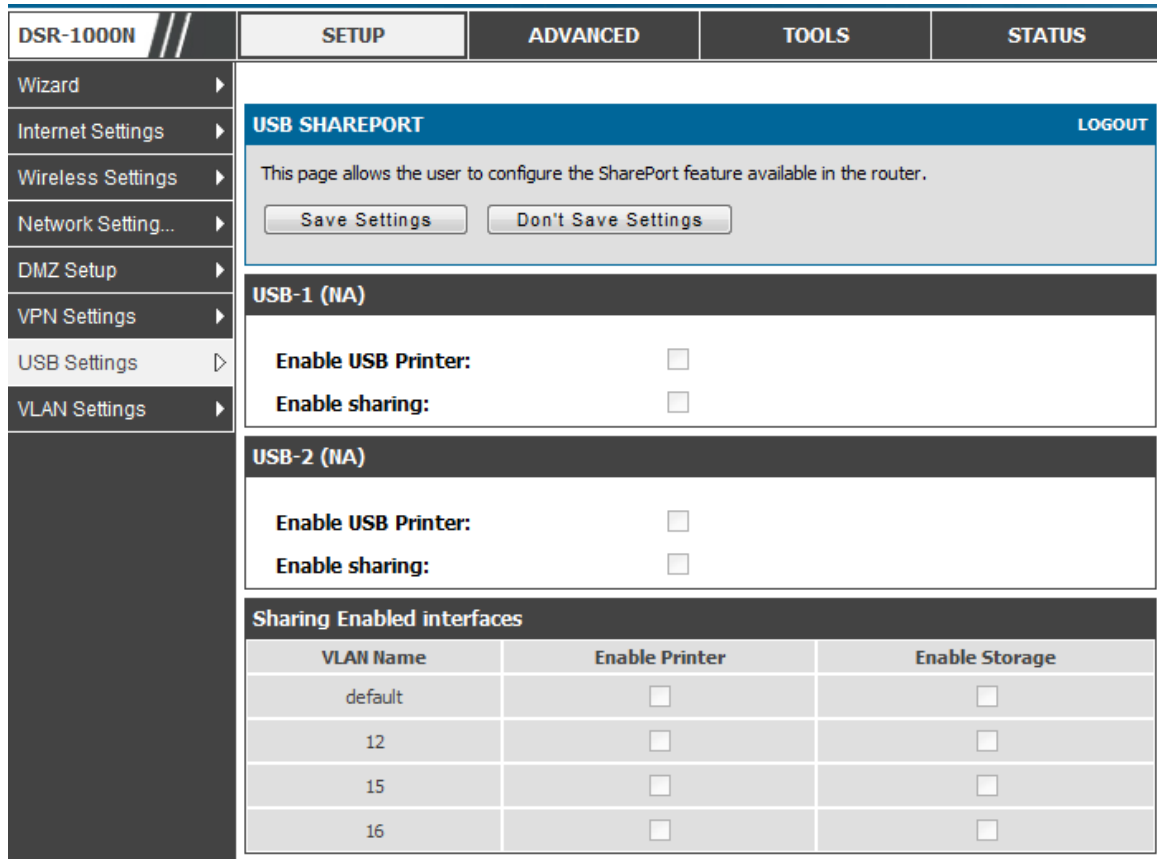 DSR-1000N SETUP ADVANCED TOOLS STATUS
Wizard
Internet Settings
Wireless Settings
Network Setting...
DMZ Setup
VPN Settings
USB Settings
VLAN Settings
USB SHAREPORT LOGOUT
This page allows the user to configure the SharePort feature available in the router.
Save Settings Don't Save Settings
USB-1 (NA)
Enable USB Printer:
Enable sharing:
USB-2 (NA)
Enable USB Printer:
Enable sharing:
Sharing Enabled interfaces
VLAN Name Enable Printer Enable Storage
default
12
15
16